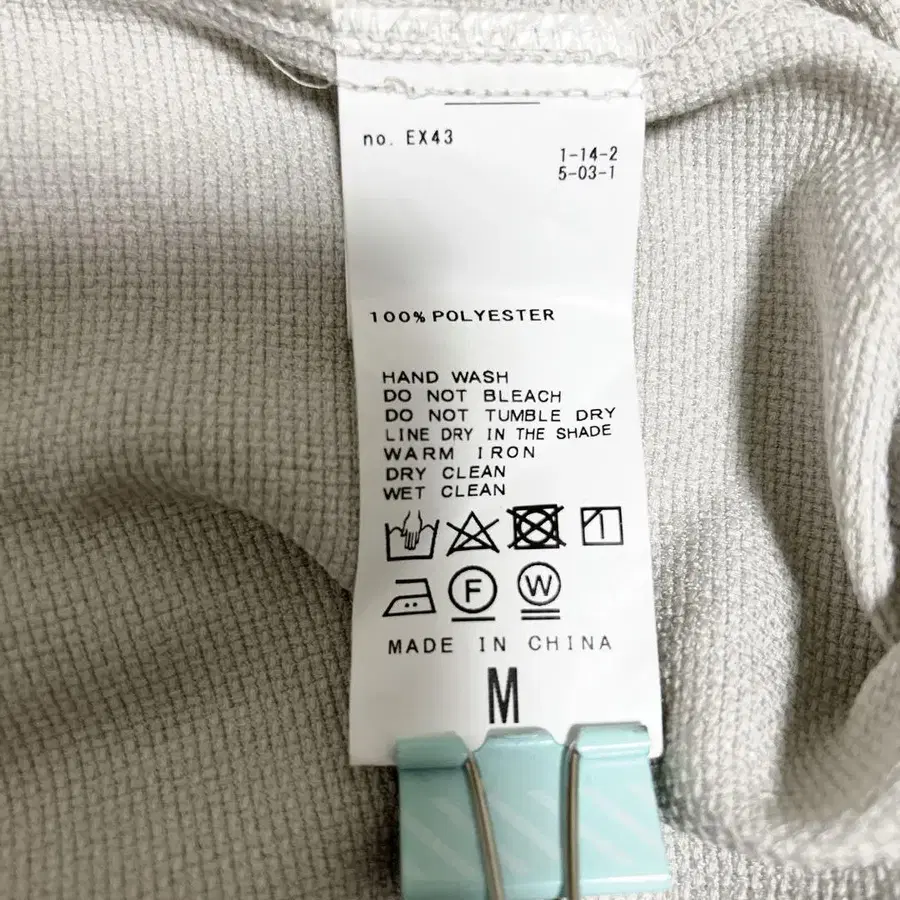 no. EX43
1-14-2
5-03-1
100% POLYESTER
HAND WASH
DO NOT BLEACH
DO NOT TUMBLE DRY
LINE DRY IN THE SHADE
WARM IRON
DRY CLEAN
WET CLEAN
F W
MADE IN CHINA
M